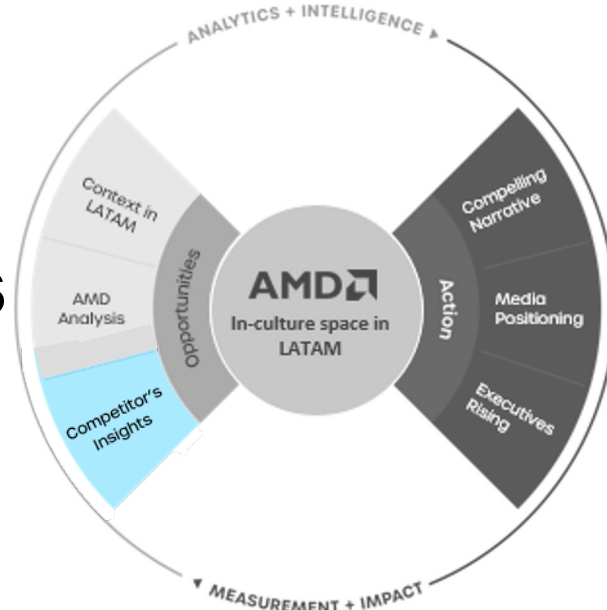 ANALYTICS + INTELLIGENCE
Context in
LATAM
AMD
Analysis
Competitor's
Insights
Opportunities
AMD
In-culture space in
LATAM
Action
Compelling
Narrative
Media
Positioning
Executives
Rising
MEASUREMENT + IMPACT